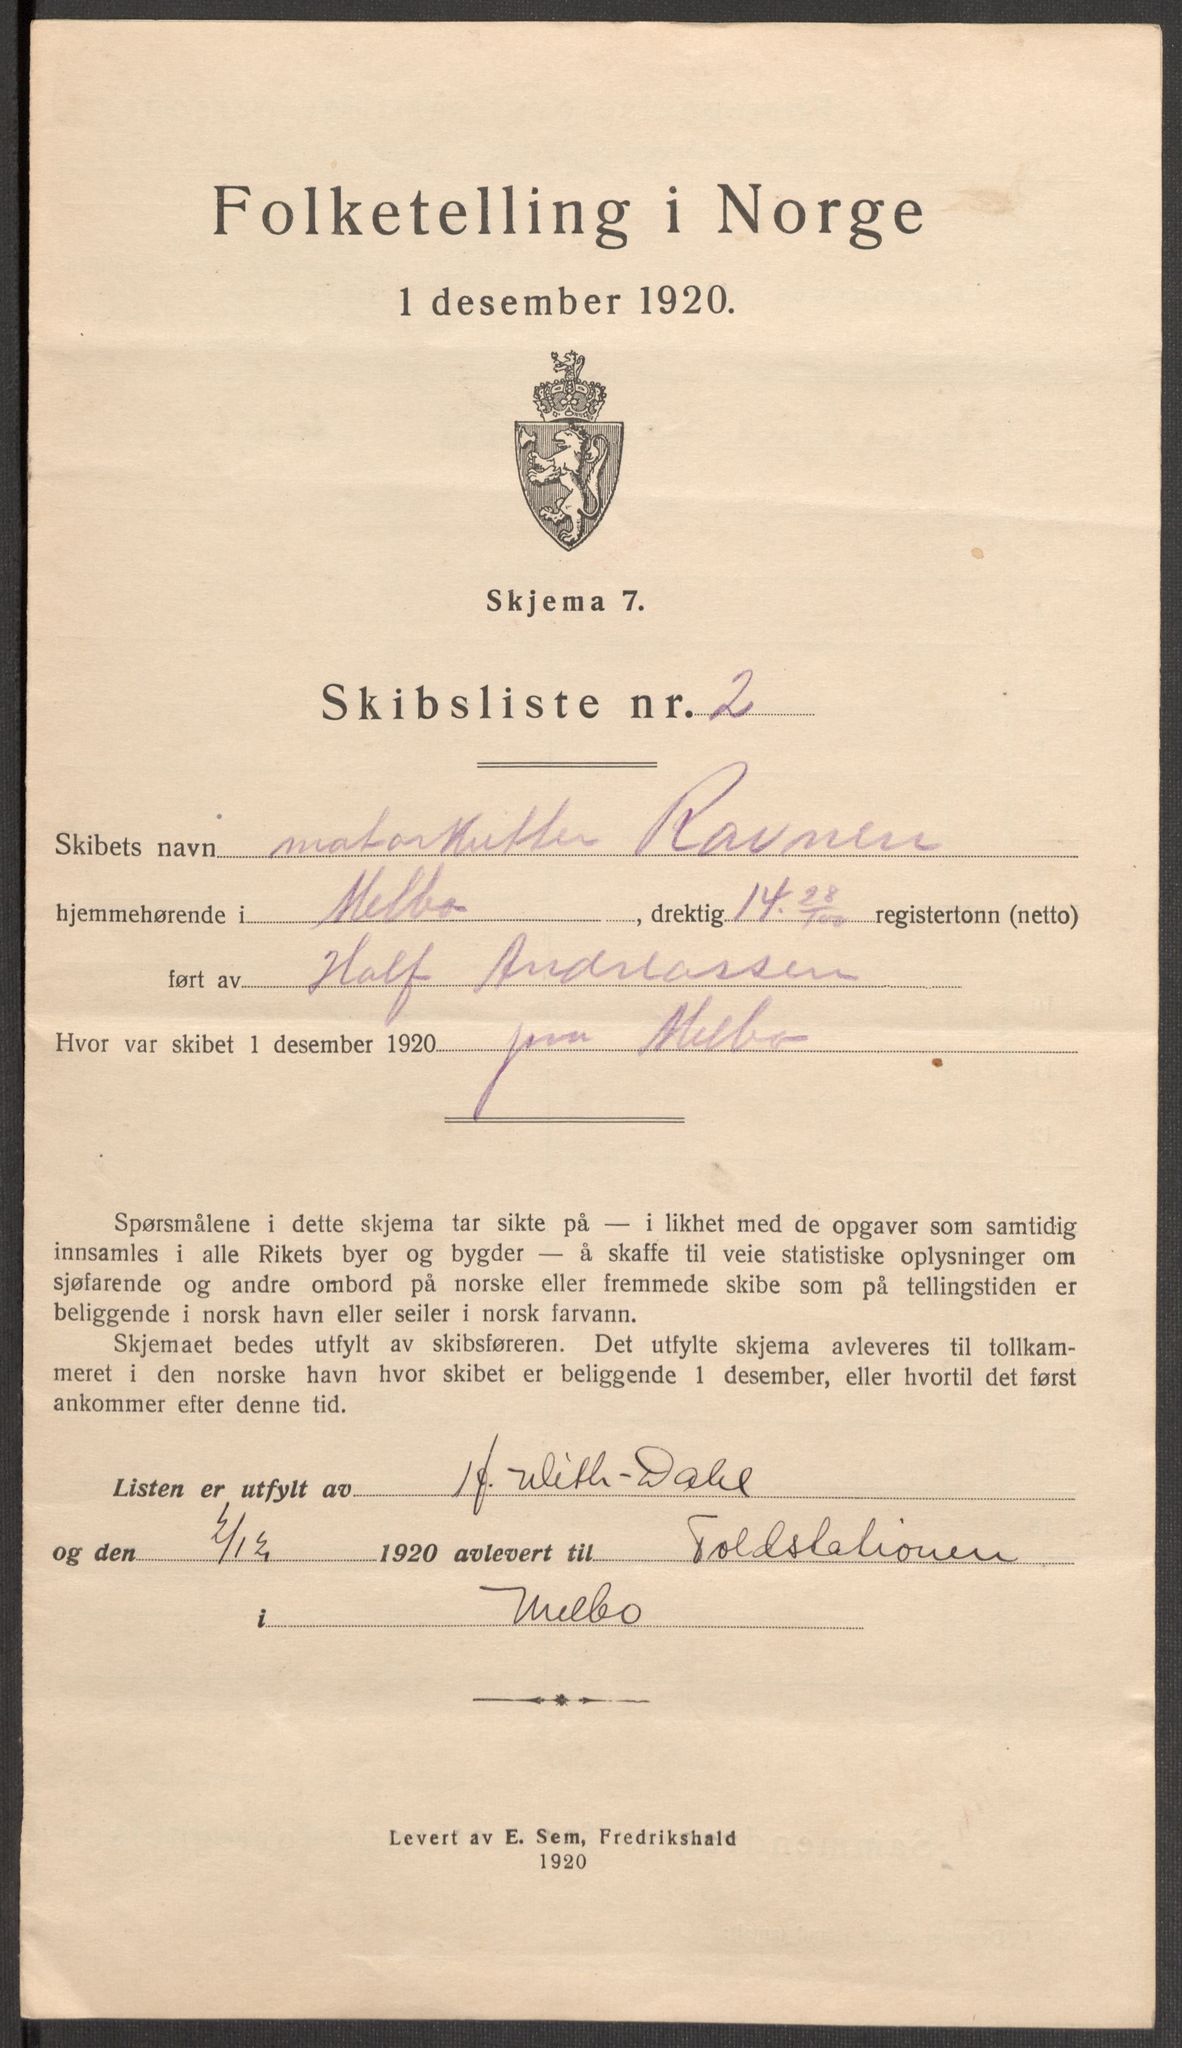 Folketelling i Norge
1 desember 1920.
Skjema 7.
Skibsliste nr. 2
Skibets navn motorkutter Ravnen
hjemmehørende i Melbo , drektig 14. 28/100 registertonn (netto)
ført av Half Andreassen
Hvor var skibet 1 desember 1920 Melbo
Spørsmålene i dette skjema tar sikte på — i likhet med de opgaver som samtidig
innsamles i alle Rikets byer og bygder — å skaffe til veie statistiske oplysninger om
sjøfarende og andre ombord på norske eller fremmede skibe som på tellingstiden er
beliggende i norsk havn eller seiler i norsk farvann.
Skjemaet bedes utfylt av skibsføreren. Det utfylte skjema avleveres til tollkam-
meret i den norske havn hvor skibet er beliggende 1 desember, eller hvortil det først
ankommer efter denne tid.
Listen er utfylt av With-Dahl
og den 2/12 1920 avlevert til Toldstationen
i Melbo
Levert av E. Sem, Fredrikshald
1920